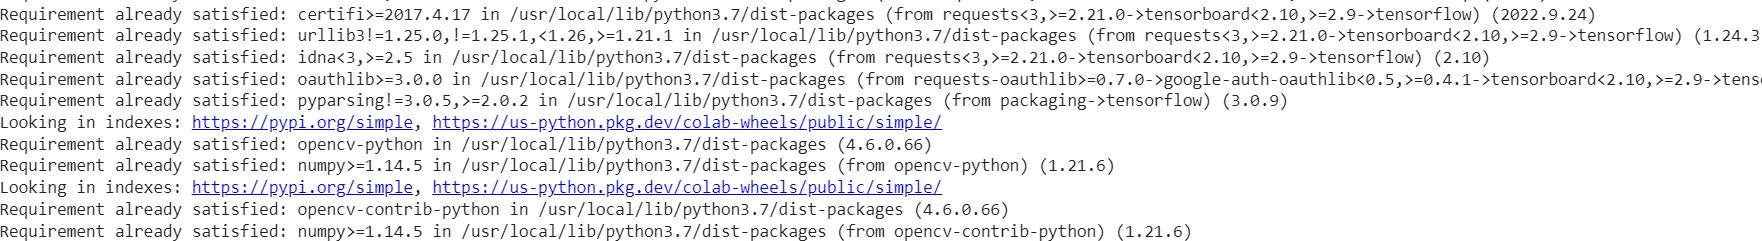 Requirement already satisfied: certifi>=2017.4.17 in /usr/local/lib/python3.7/dist-packages (from requests<3,>=2.21.0->tensorboard<2.10,>=2.9->tensorflow) (2022.9.24)
Requirement already satisfied: urllib3!=1.25.0,!=1.25.1,<1.26,>=1.21.1 in /usr/local/lib/python3.7/dist-packages (from requests<3,>=2.21.0->tensorboard<2.10,>=2.9->tensorflow) (1.24.3
Requirement already satisfied: idna<3,>=2.5 in /usr/local/lib/python3.7/dist-packages (from requests<3,>=2.21.0->tensorboard<2.10,>=2.9->tensorflow) (2.10)
Requirement already satisfied: oauthlib>=3.0.0 in /usr/local/lib/python3.7/dist-packages (from requests-oauthlib>=0.7.0->google-auth-oauthlib<0.5,>=0.4.1->tensorboard<2.10,>=2.9->tens
Requirement already satisfied: pyparsing!=3.0.5,>=2.0.2 in /usr/local/lib/python3.7/dist-packages (from packaging->tensorflow) (3.0.9)
Looking in indexes: https://pypi.org/simple, https://us-python.pkg.dev/colab-wheels/public/simple/
Requirement already satisfied: opencv-python in /usr/local/lib/python3.7/dist-packages (4.6.0.66)
Requirement already satisfied: numpy>=1.14.5 in /usr/local/lib/python3.7/dist-packages (from opencv-python) (1.21.6)
Looking in indexes: https://pypi.org/simple, https://us-python.pkg.dev/colab-wheels/public/simple/
Requirement already satisfied: opencv-contrib-python in /usr/local/lib/python3.7/dist-packages (4.6.0.66)
Requirement already satisfied: numpy>=1.14.5 in /usr/local/lib/python3.7/dist-packages (from opencv-contrib-python) (1.21.6)